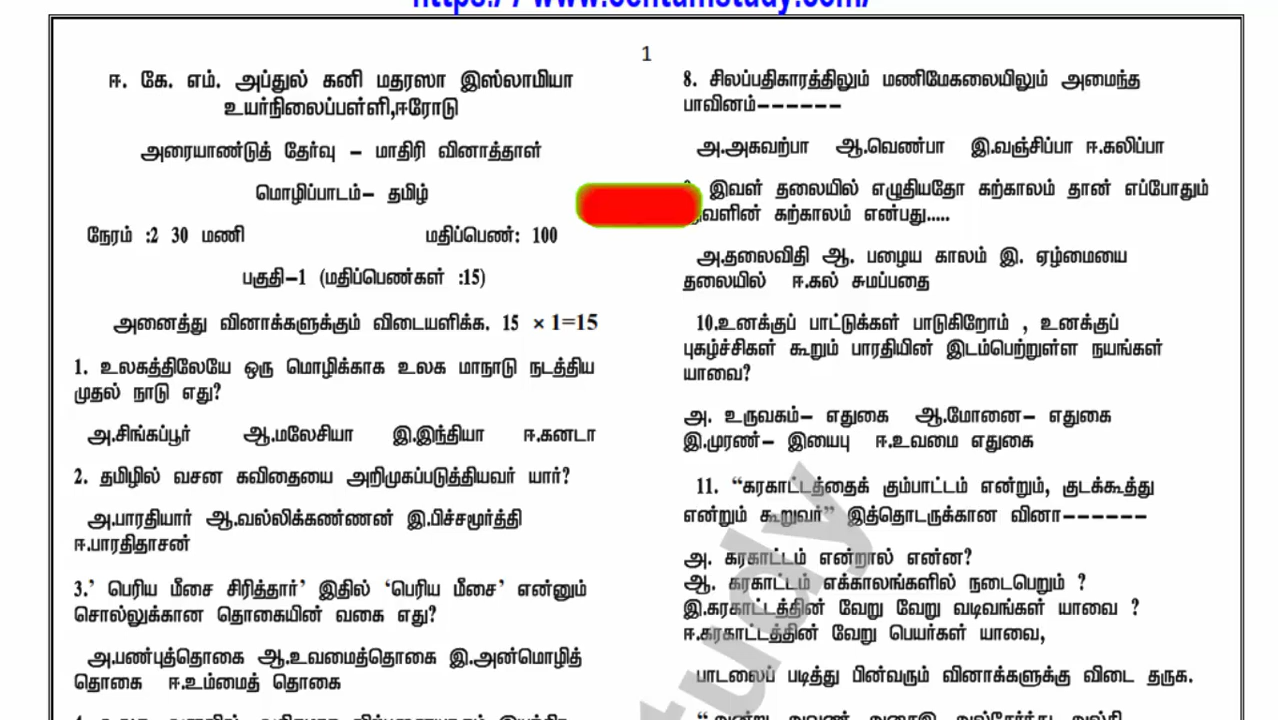 https://www.centumstudy.com/
1
ஈ. கே. எம். அப்துல் கனி மதரஸா இஸ்லாமியா
உயர்நிலைப்பள்ளி,ஈரோடு
அரையாண்டுத் தேர்வு – மாதிரி வினாத்தாள்
மொழிப்பாடம்– தமிழ்
நேரம் :2 30 மணி மதிப்பெண்: 100
பகுதி–1 (மதிப்பெண்கள் :15)
அனைத்து வினாக்களுக்கும் விடையளிக்க. 15 × 1=15
1. உலகத்திலேயே ஒரு மொழிக்காக உலக மாநாடு நடத்திய
முதல் நாடு எது?
அ.சிங்கப்பூர் ஆ.மலேசியா இ.இந்தியா ஈ.கனடா
2. தமிழில் வசன கவிதையை அறிமுகப்படுத்தியவர் யார்?
அ.பாரதியார் ஆ.வல்லிக்கண்ணன் இ.பிச்சமூர்த்தி
ஈ.பாரதிதாசன்
3.’ பெரிய மீசை சிரித்தார்’ இதில் ‘பெரிய மீசை’ என்னும்
சொல்லுக்கான தொகையின் வகை எது?
அ.பண்புத்தொகை ஆ.உவமைத்தொகை இ.அன்மொழித்
தொகை ஈ.உம்மைத் தொகை
8. சிலப்பதிகாரத்திலும் மணிமேகலையிலும் அமைந்த
பாவினம்------
அ.அகவற்பா ஆ.வெண்பா இ.வஞ்சிப்பா ஈ.கலிப்பா
இவள் தலையில் எழுதியதோ கற்காலம் தான் எப்போதும்
கற்காலம் என்பது.....
அ.தலைவிதி ஆ. பழைய காலம் இ. ஏழ்மையை
தலையில் ஈ.கல் சுமப்பதை
10.உனக்குப் பாட்டுக்கள் பாடுகிறோம் , உனக்குப்
புகழ்ச்சிகள் கூறும் பாரதியின் இடம்பெற்றுள்ள நயங்கள்
யாவை?
அ. உருவகம்– எதுகை ஆ.மோனை– எதுகை
இ.முரண்– இயைபு ஈ.உவமை எதுகை
11. “கரகாட்டத்தைக் கும்பாட்டம் என்றும், குடக்கூத்து
என்றும் கூறுவர்” இத்தொடருக்கான வினா------
அ. கரகாட்டம் என்றால் என்ன?
ஆ. கரகாட்டம் எக்காலங்களில் நடைபெறும் ?
இ.கரகாட்டத்தின் வேறு வேறு வடிவங்கள் யாவை ?
ஈ.கரகாட்டத்தின் வேறு பெயர்கள் யாவை,
பாடலைப் படித்து பின்வரும் வினாக்களுக்கு விடை தருக.
tudy